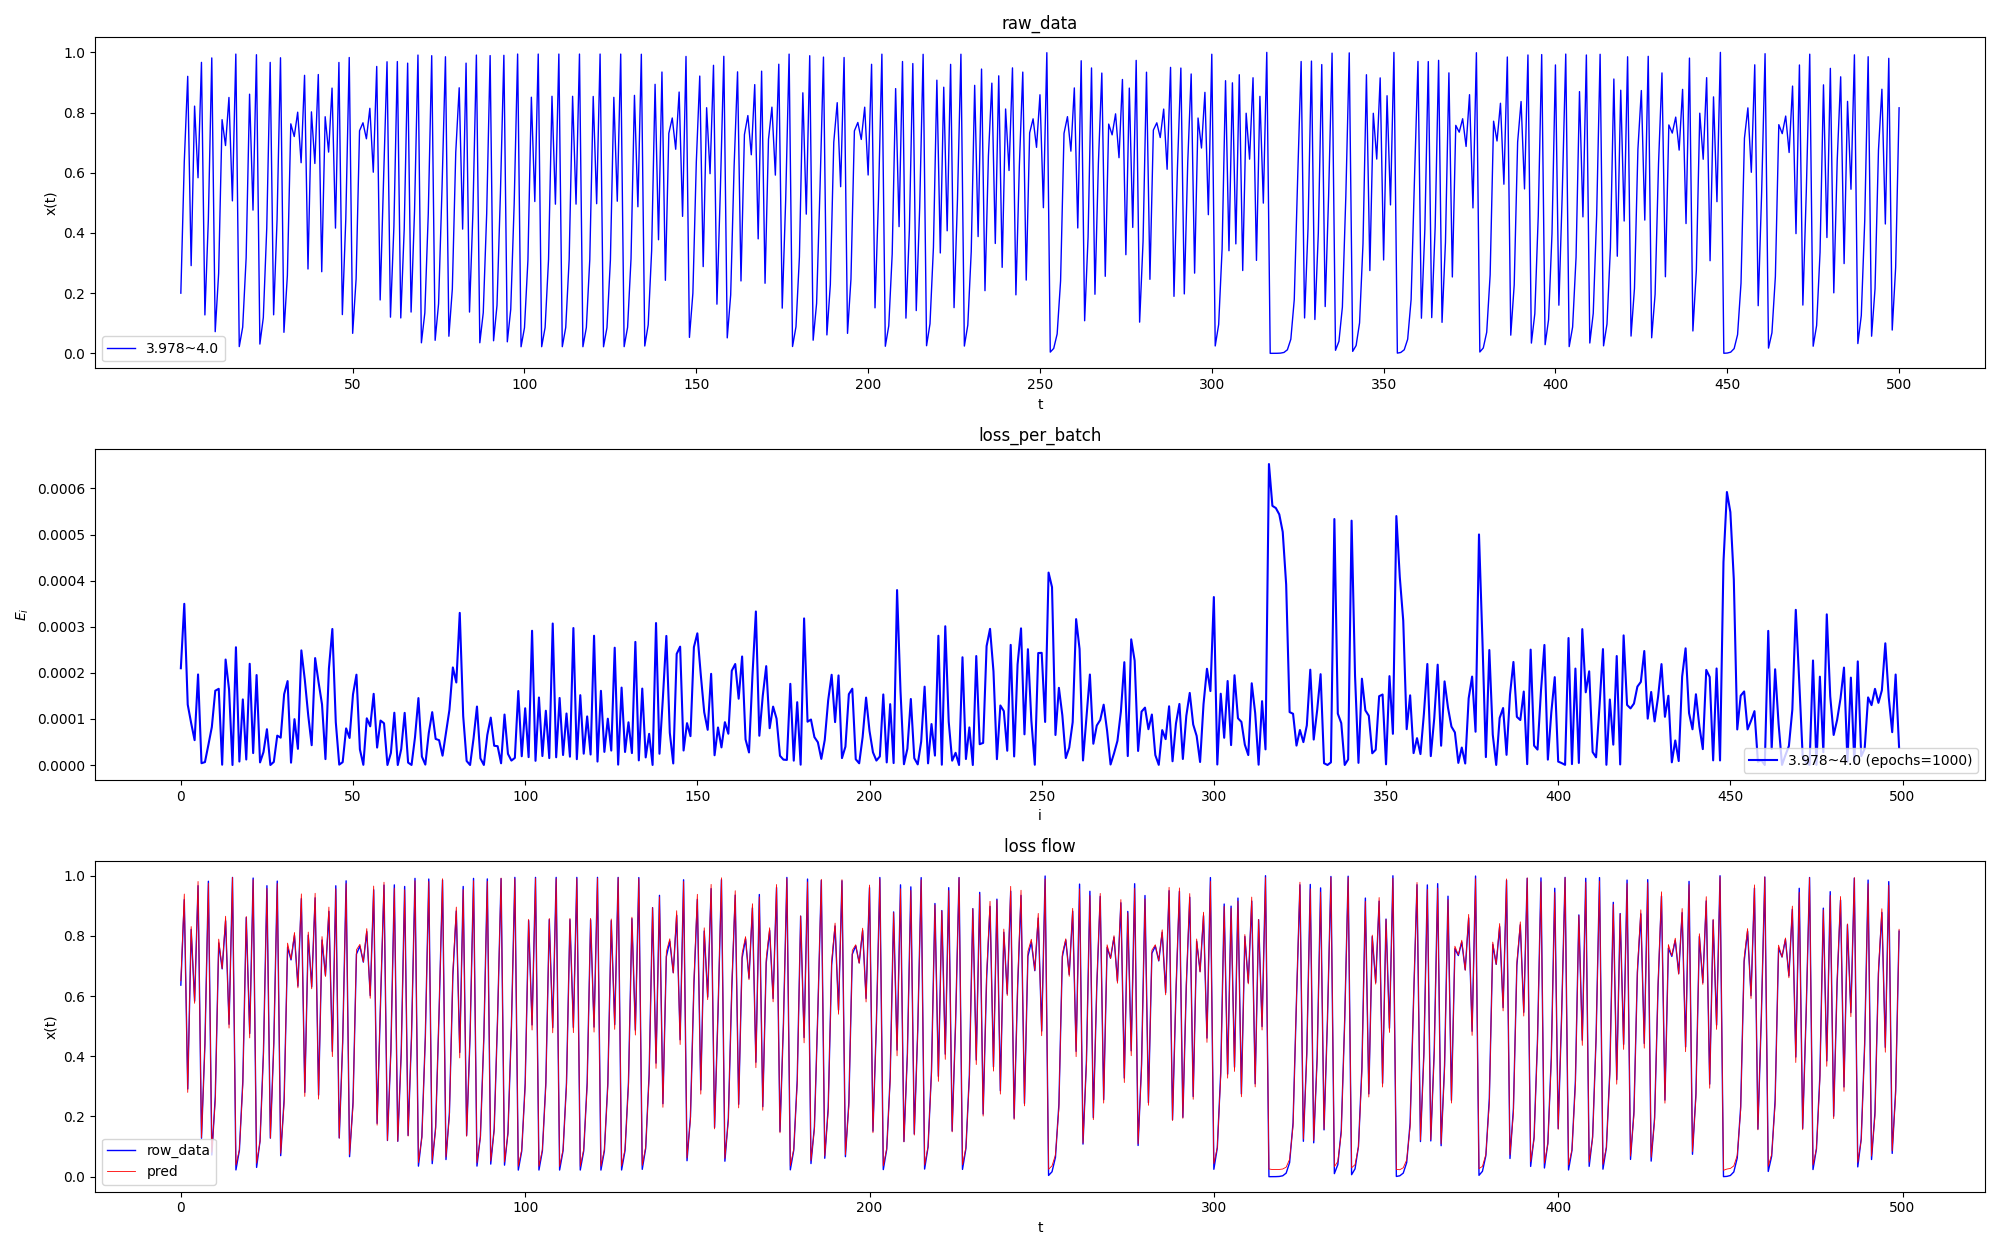 raw_data
1.0
0.8
0.6
0.4
0.2
0.0
x(t)
3.978~4.0
50 100 150 200 250 300 350 400 450 500
t
loss_per_batch
0.0006
0.0005
0.0004
0.0003
0.0002
0.0001
0.0000
E_i
3.978~4.0 (epochs=1000)
0 50 100 150 200 250 300 350 400 450 500
i
loss flow
1.0
0.8
0.6
0.4
0.2
0.0
x(t)
row_data
pred
0 100 200 300 400 500
t